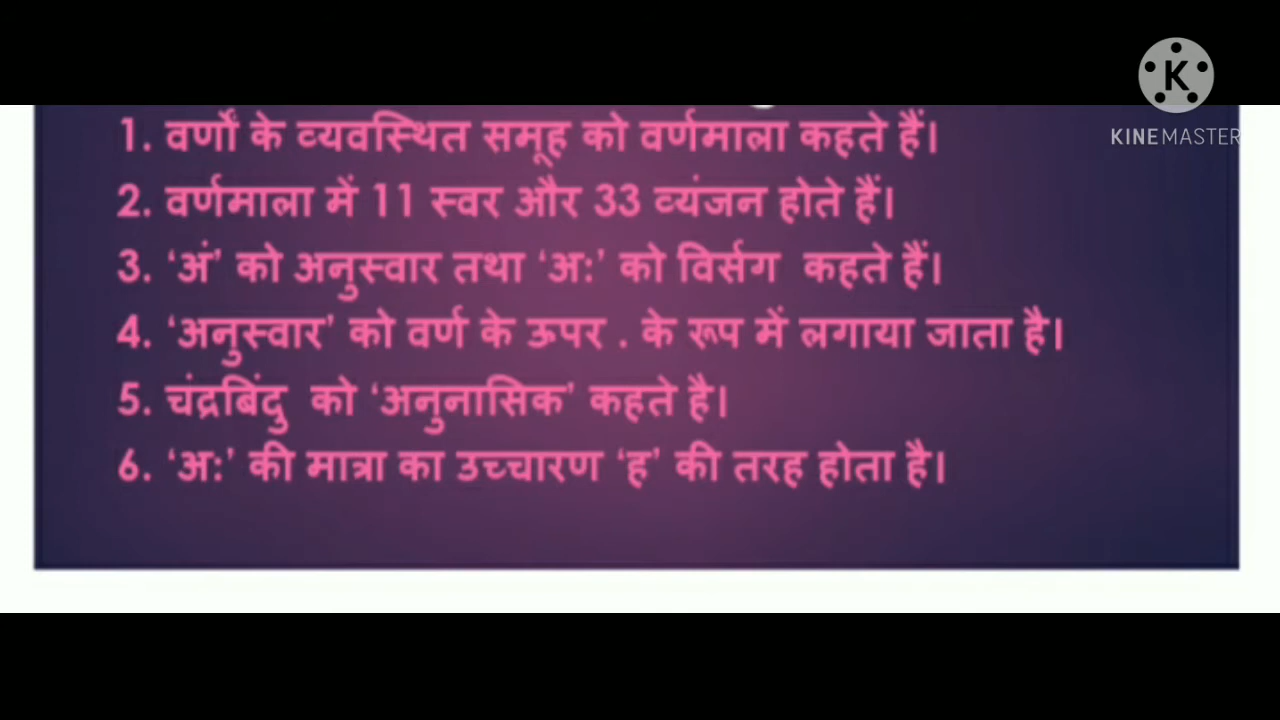 KINEMASTER
1. वर्णों के व्यवस्थित समूह को वर्णमाला कहते हैं।
2. वर्णमाला में 11 स्वर और 33 व्यंजन होते हैं।
3. ‘अं’ को अनुस्वार तथा ‘अः’ को विर्सग कहते हैं।
4. ‘अनुस्वार’ को वर्ण के ऊपर . के रूप में लगाया जाता है।
5. चंद्रबिंदु को ‘अनुनासिक’ कहते है।
6. ‘अः’ की मात्रा का उच्चारण ‘ह’ की तरह होता है।